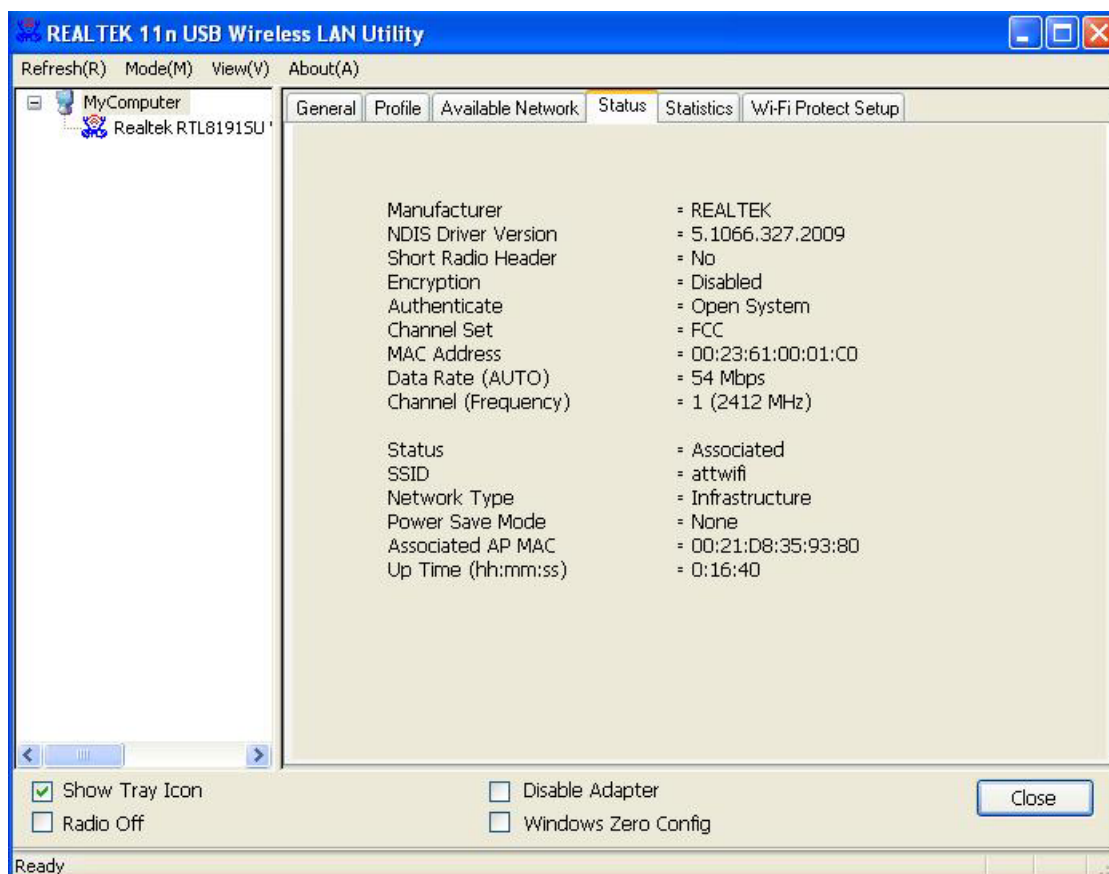 REALTEK 11n USB Wireless LAN Utility
Refresh(R) Mode(M) View(V) About(A)
MyComputer
Realtek RTL8191SU
General Profile Available Network Status Statistics Wi-Fi Protect Setup
Manufacturer = REALTEK
NDIS Driver Version = 5.1066.327.2009
Short Radio Header = No
Encryption = Disabled
Authenticate = Open System
Channel Set = FCC
MAC Address = 00:23:61:00:01:C0
Data Rate (AUTO) = 54 Mbps
Channel (Frequency) = 1 (2412 MHz)
Status = Associated
SSID = attwifi
Network Type = Infrastructure
Power Save Mode = None
Associated AP MAC = 00:21:D8:35:93:80
Up Time (hh:mm:ss) = 0:16:40
Show Tray Icon Disable Adapter Close
Radio Off Windows Zero Config
Ready